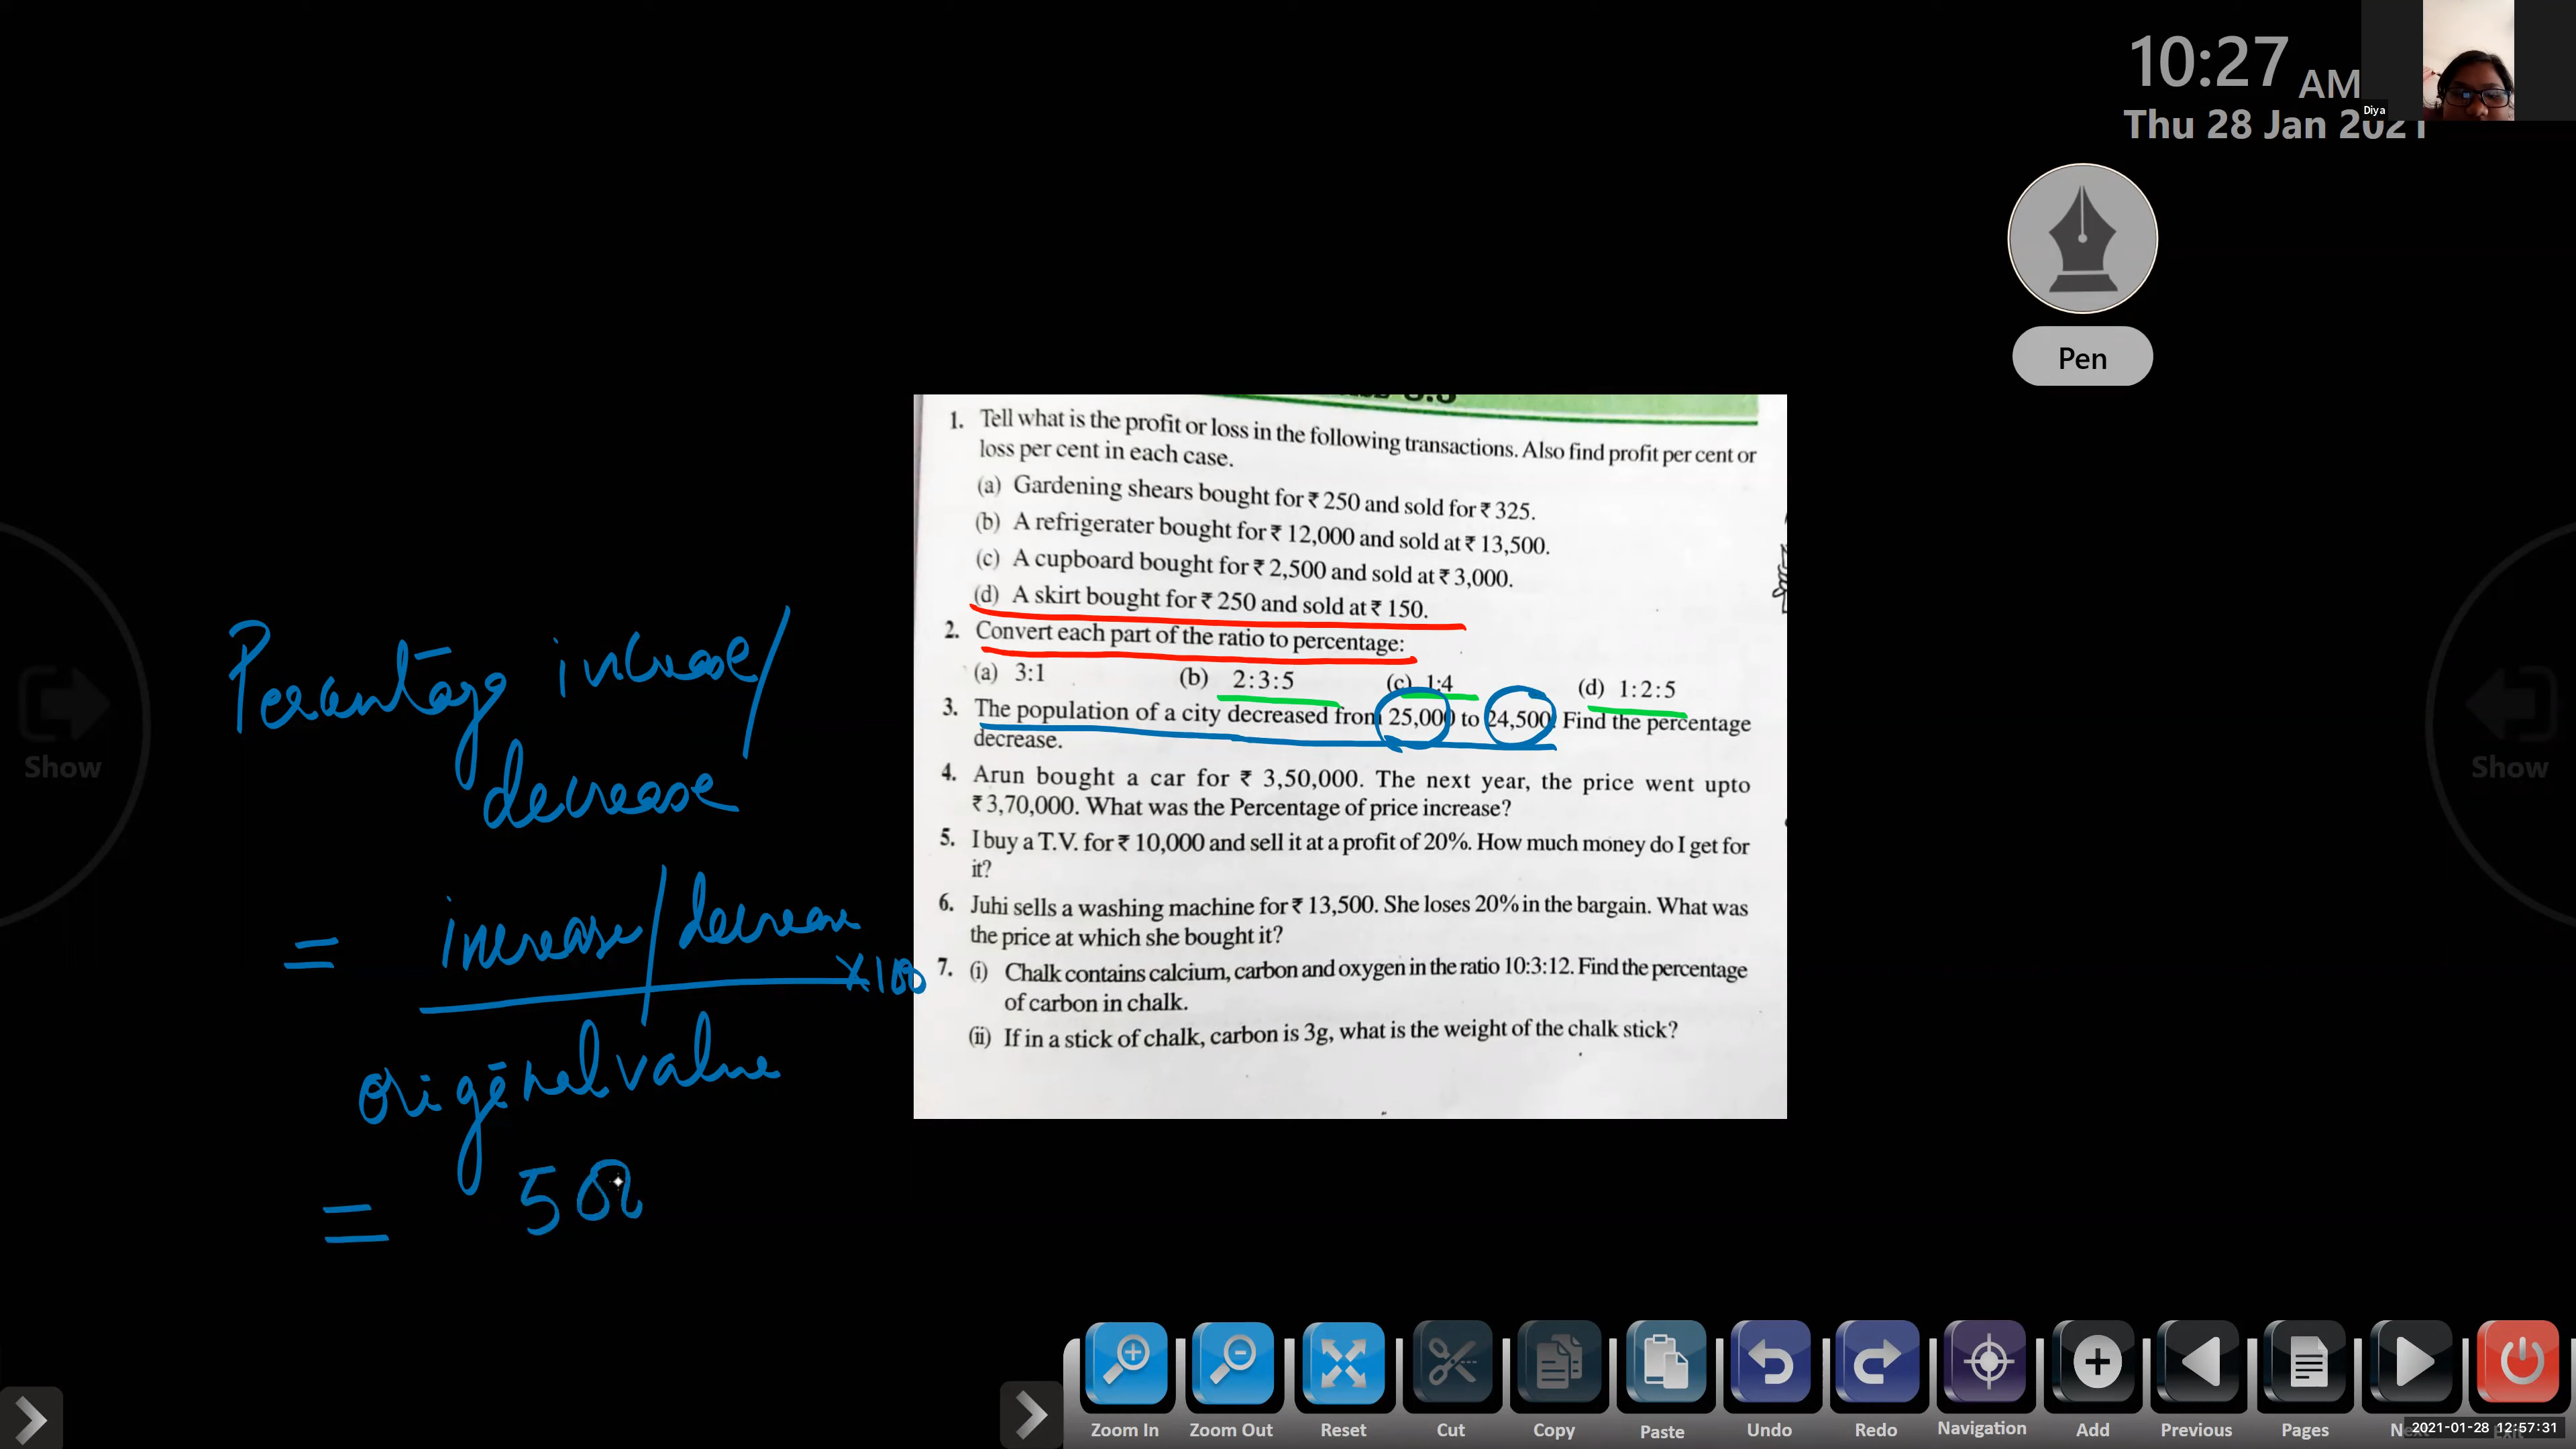 10:27 AM
Diya
Thu 28 Jan 2021
Pen
1. Tell what is the profit or loss in the following transactions. Also find profit per cent or
loss per cent in each case.
(a) Gardening shears bought for ₹ 250 and sold for ₹ 325.
(b) A refrigerater bought for ₹ 12,000 and sold at ₹ 13,500.
(c) A cupboard bought for ₹ 2,500 and sold at ₹ 3,000.
(d) A skirt bought for ₹ 250 and sold at ₹ 150.
2. Convert each part of the ratio to percentage:
(a) 3:1 (b) 2:3:5 (c) 1:4 (d) 1:2:5
3. The population of a city decreased from 25,000 to 24,500. Find the percentage
decrease.
4. Arun bought a car for ₹ 3,50,000. The next year, the price went upto
₹ 3,70,000. What was the Percentage of price increase?
5. I buy a T.V. for ₹ 10,000 and sell it at a profit of 20%. How much money do I get for
it?
6. Juhi sells a washing machine for ₹ 13,500. She loses 20% in the bargain. What was
the price at which she bought it?
7. (i) Chalk contains calcium, carbon and oxygen in the ratio 10:3:12. Find the percentage
of carbon in chalk.
(ii) If in a stick of chalk, carbon is 3g, what is the weight of the chalk stick?
Percentage increase/
decrease
= increase/decrease
×100
original value
= 50
Show
Show
Zoom In Zoom Out Reset Cut Copy Paste Undo Redo Navigation Add Previous Pages
2021-01-28 12:57:31